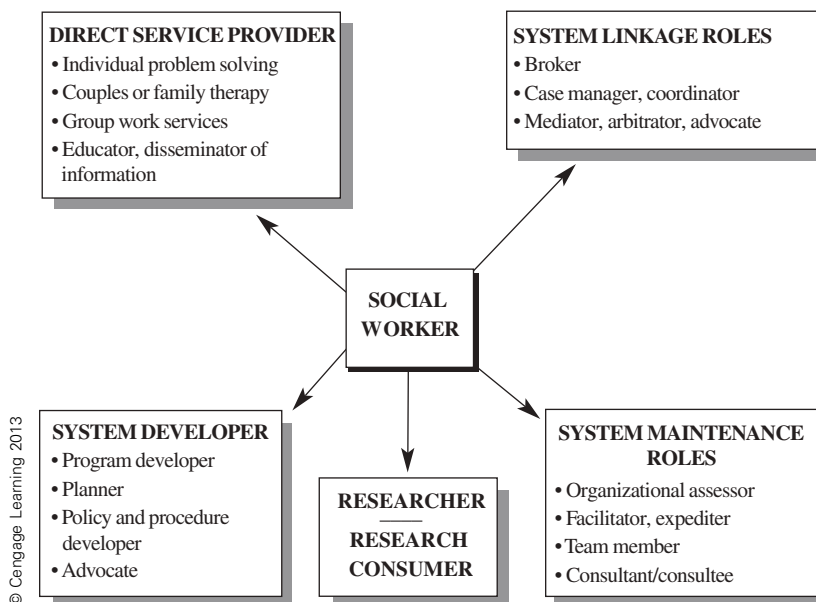 DIRECT SERVICE PROVIDER
• Individual problem solving
• Couples or family therapy
• Group work services
• Educator, disseminator of
information
SYSTEM LINKAGE ROLES
• Broker
• Case manager, coordinator
• Mediator, arbitrator, advocate
SOCIAL
WORKER
SYSTEM DEVELOPER
• Program developer
• Planner
• Policy and procedure
developer
• Advocate
RESEARCHER
RESEARCH
CONSUMER
SYSTEM MAINTENANCE
ROLES
• Organizational assessor
• Facilitator, expediter
• Team member
• Consultant/consultee
© Cengage Learning 2013